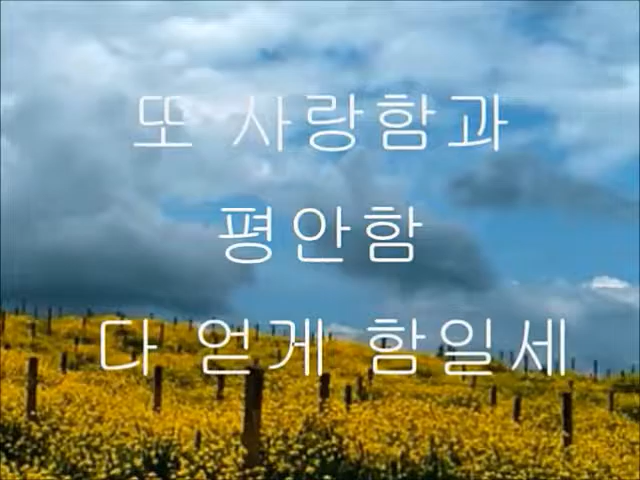 또 사랑함과
평안함
다 얻게 함일세